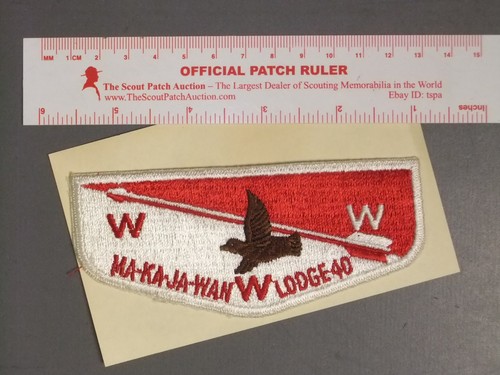 MM 1CM 2 3 4 5 6 7 8 9 10 11 12 13 14 15
OFFICIAL PATCH RULER
The Scout Patch Auction – The Largest Dealer of Scouting Memorabilia in the World
www.TheScoutPatchAuction.com Ebay ID: tspa
6 5 4 3 2 1 Inches
W W
MA-KA-JA-WAN W LODGE-40